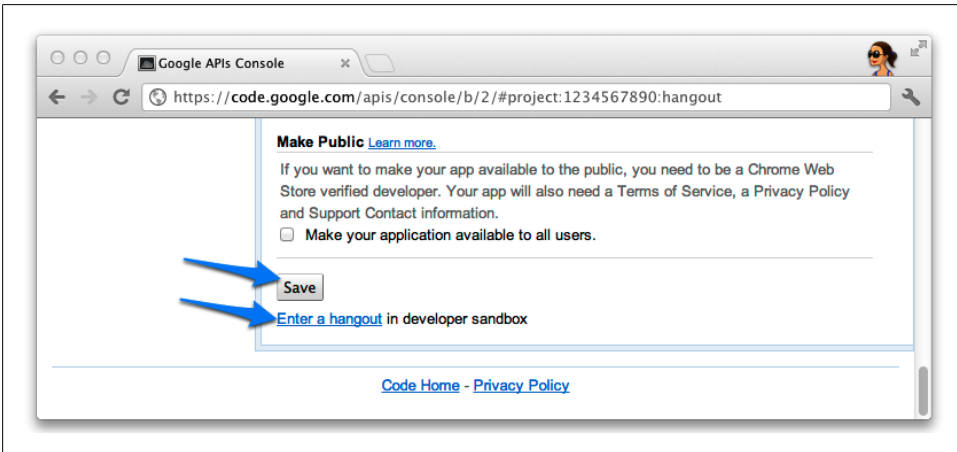 Google APIs Console
https://code.google.com/apis/console/b/2/#project:1234567890:hangout
Make Public Learn more.
If you want to make your app available to the public, you need to be a Chrome Web
Store verified developer. Your app will also need a Terms of Service, a Privacy Policy
and Support Contact information.
Make your application available to all users.
Save
Enter a hangout in developer sandbox
Code Home - Privacy Policy